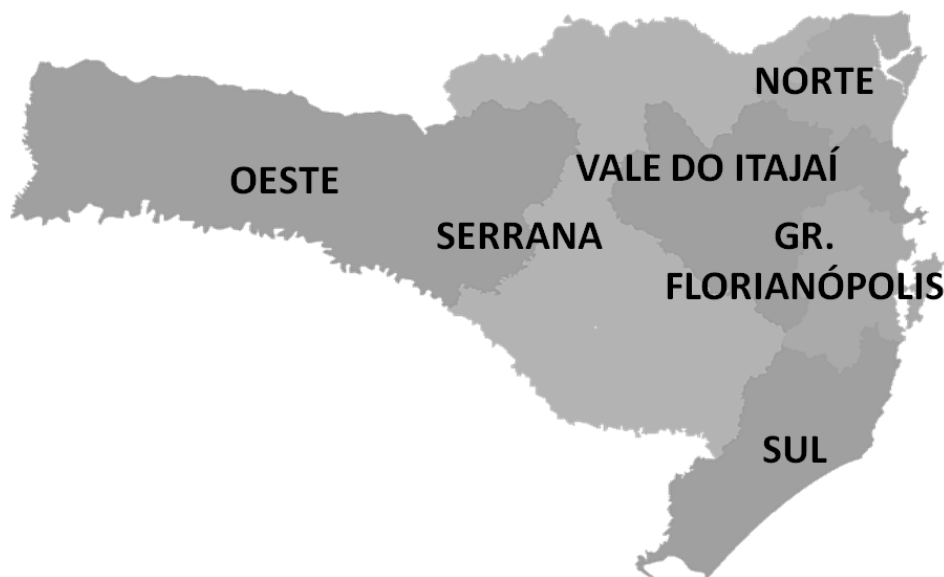 NORTE
OESTE
VALE DO ITAJAÍ
SERRANA
GR.
FLORIANÓPOLIS
SUL